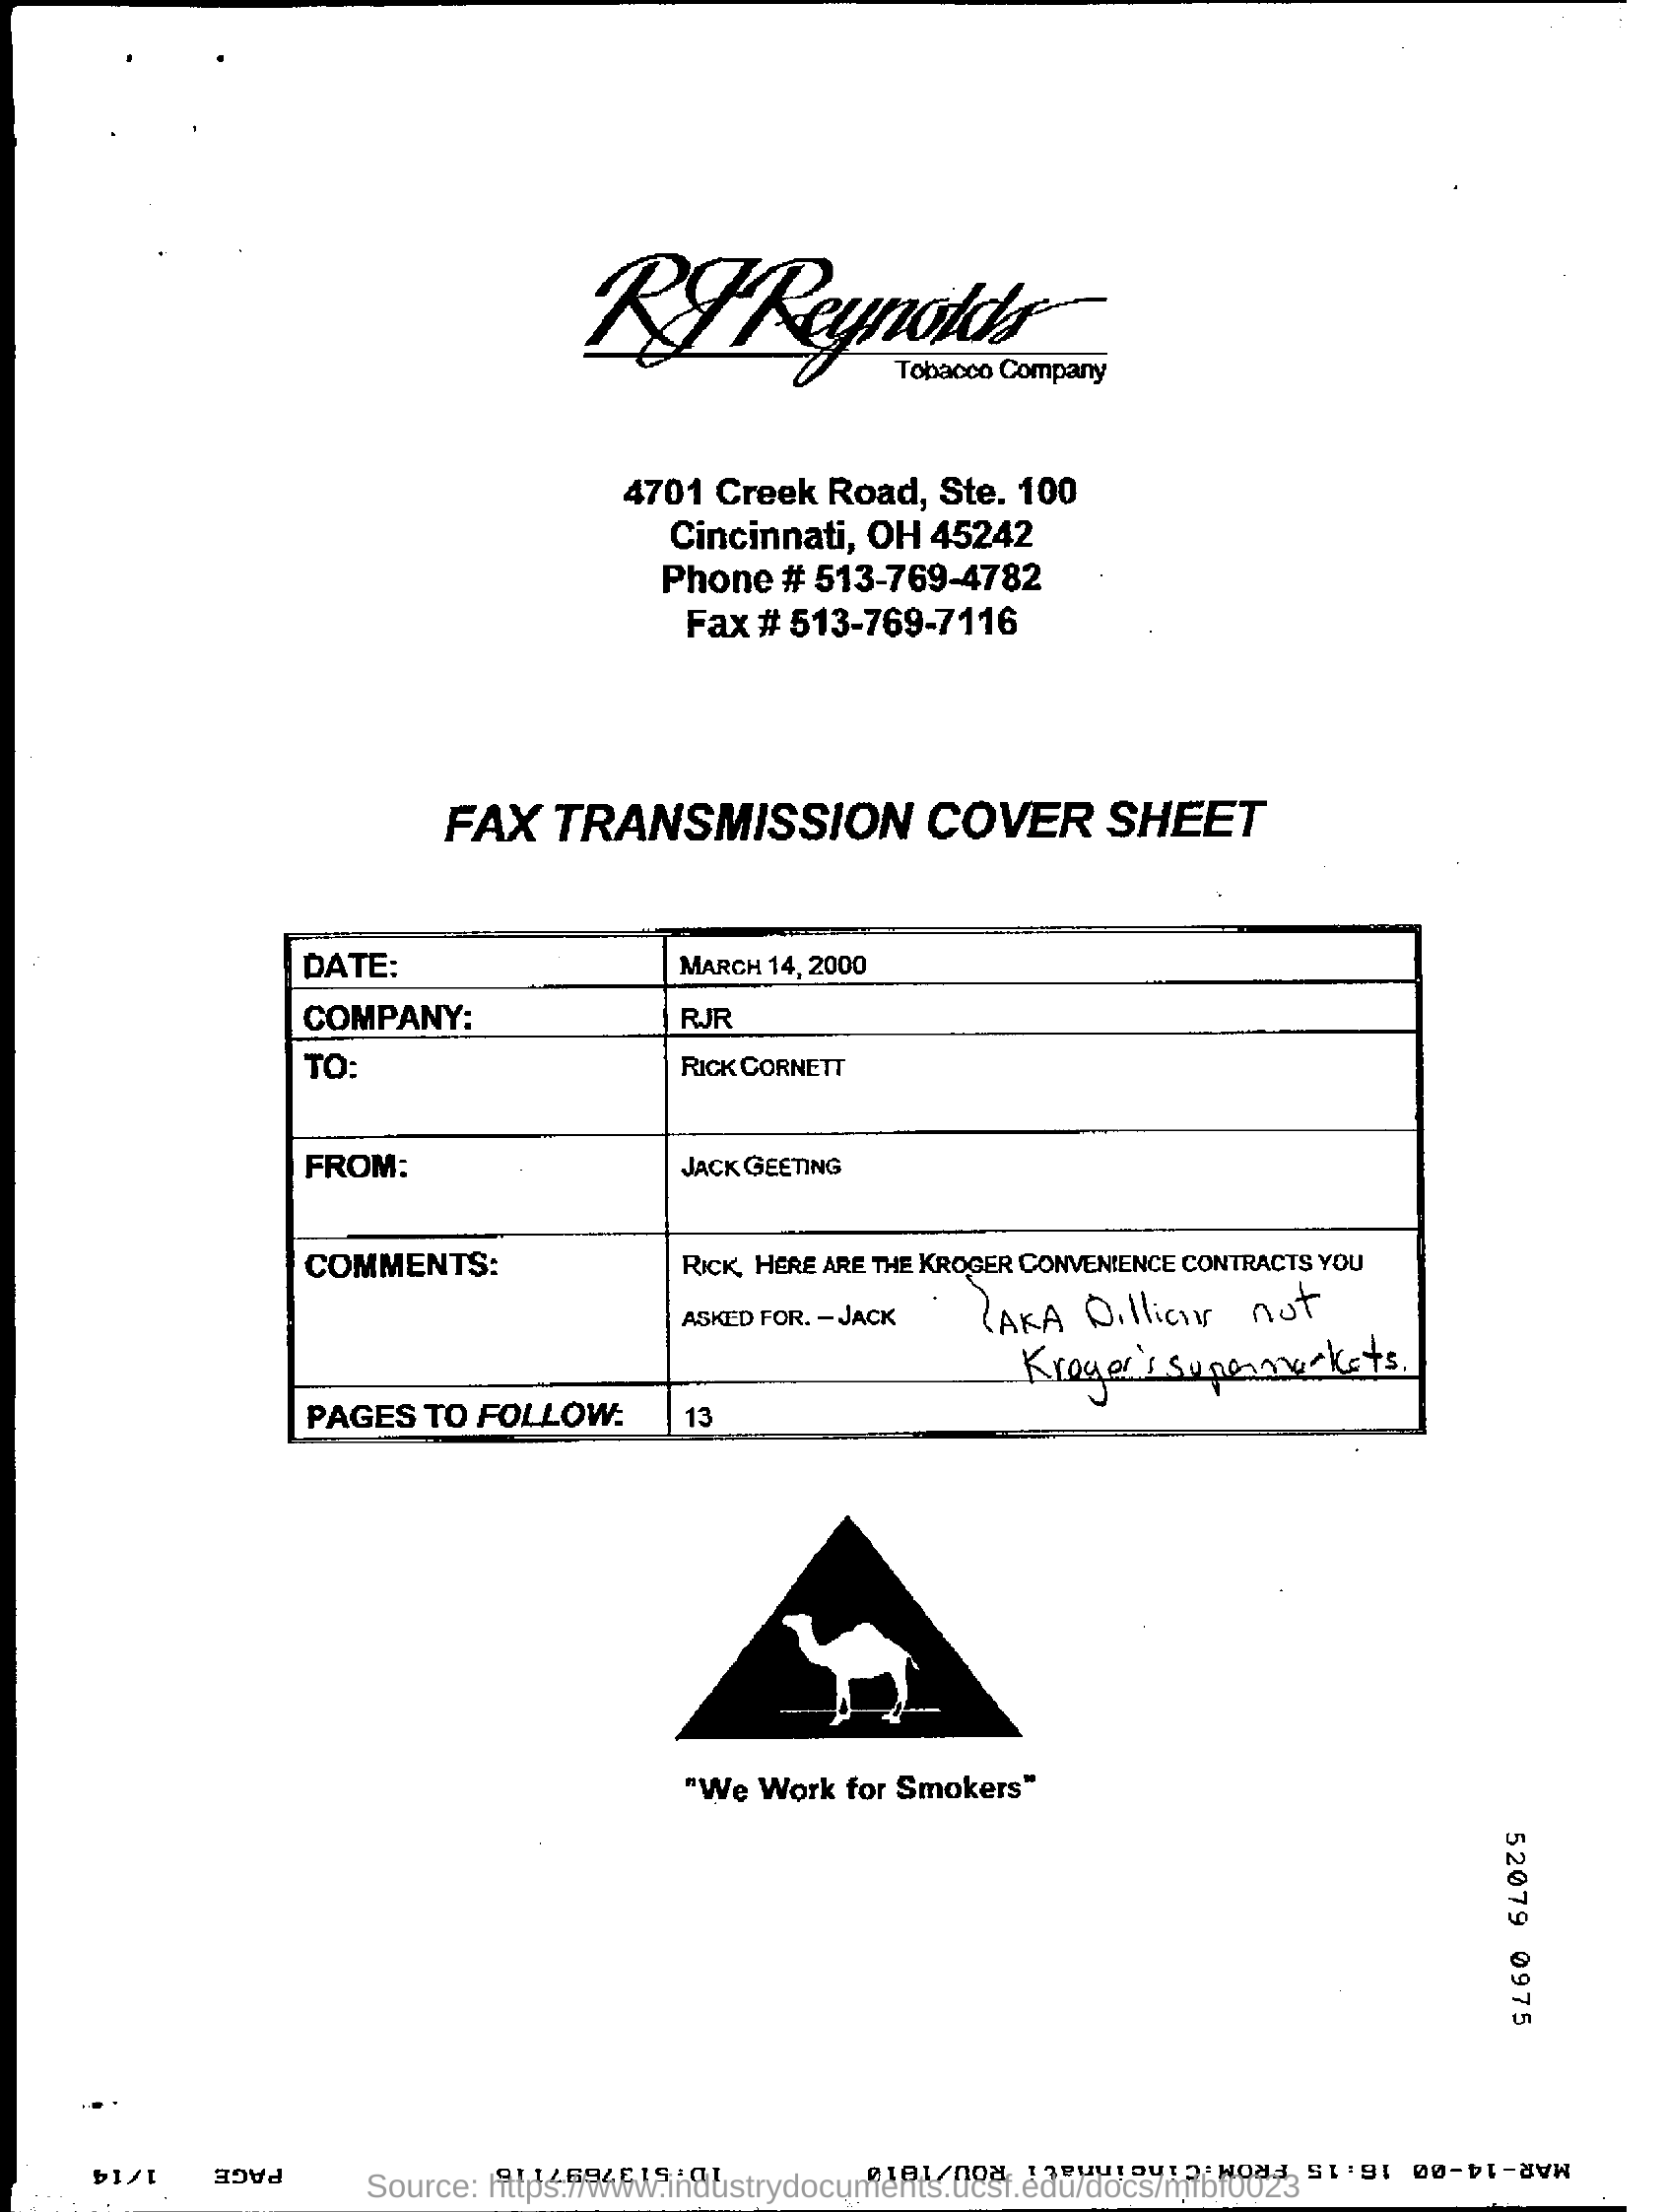 RJReynolds
Tobacco Company
4701 Creek Road, Ste. 100
Cincinnati, OH 45242
Phone # 513-769-4782
Fax # 513-769-7116
FAX TRANSMISSION COVER SHEET
DATE: MARCH 14, 2000
COMPANY: RJR
TO: RICK CORNETT
FROM: JACK GEETING
COMMENTS: RICK, HERE ARE THE KROGER CONVENIENCE CONTRACTS YOU
ASKED FOR. – JACK
AKA not
Kroger's supermarkets.
PAGES TO FOLLOW: 13
"We Work for Smokers"
52079 0975
MAR-14-00 16:15 FROM:Cincinnati ROU/1810 ID:5137697116 PAGE 1/14
Source: https://www.industrydocuments.ucsf.edu/docs/mfbf0023